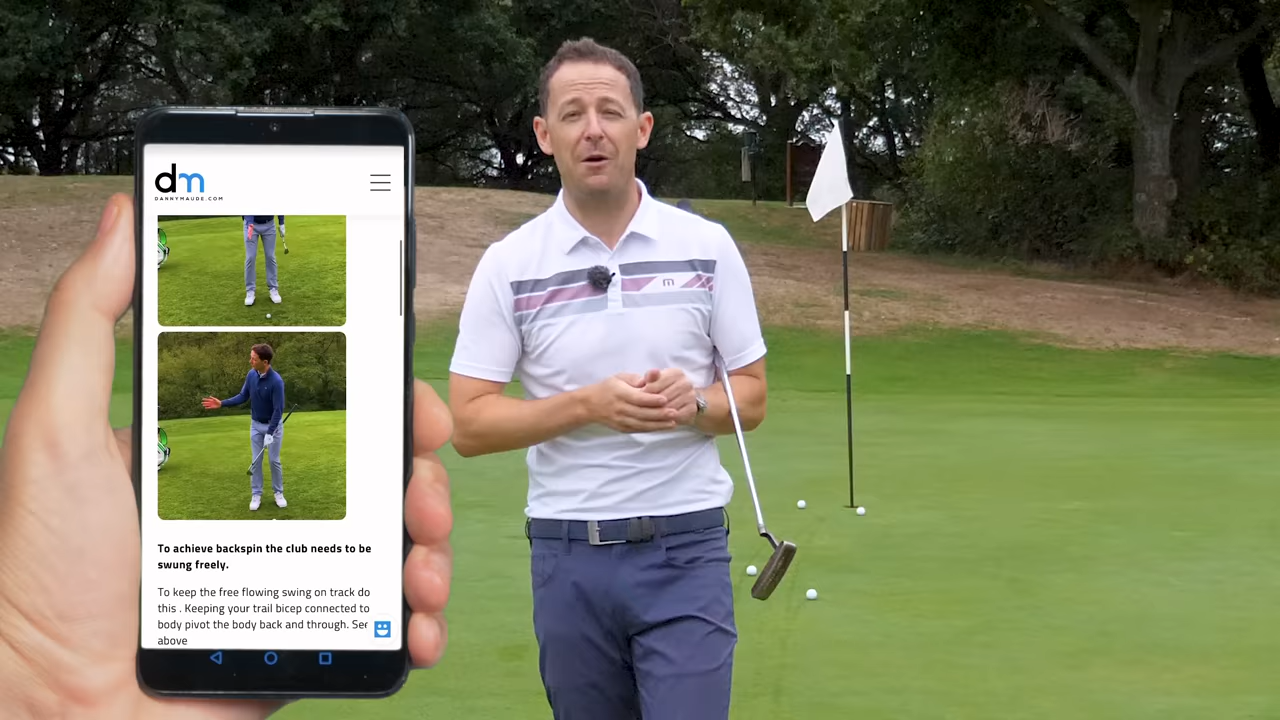 dm
DANNYMAUDE.COM
To achieve backspin the club needs to be
swung freely.
To keep the free flowing swing on track do
this . Keeping your trail bicep connected to
body pivot the body back and through. See
above